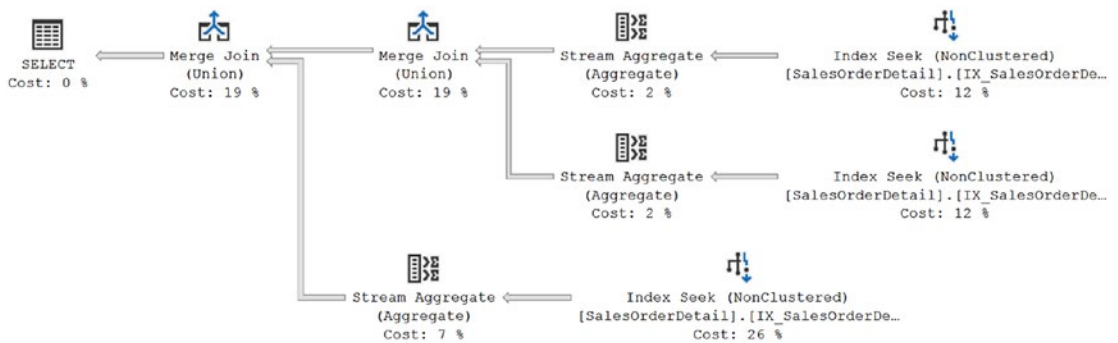 SELECT
Cost: 0 %
Merge Join
(Union)
Cost: 19 %
Merge Join
(Union)
Cost: 19 %
Stream Aggregate
(Aggregate)
Cost: 2 %
Index Seek (NonClustered)
[SalesOrderDetail].[IX_SalesOrderDe…
Cost: 12 %
Stream Aggregate
(Aggregate)
Cost: 2 %
Index Seek (NonClustered)
[SalesOrderDetail].[IX_SalesOrderDe…
Cost: 12 %
Stream Aggregate
(Aggregate)
Cost: 7 %
Index Seek (NonClustered)
[SalesOrderDetail].[IX_SalesOrderDe…
Cost: 26 %